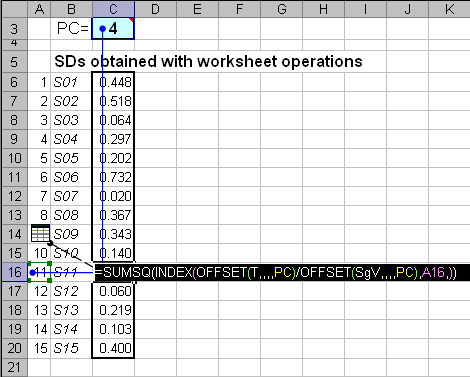 A B C D E F G H I J K
3 PC= 4
4
5 SDs obtained with worksheet operations
6 1 S01 0.448
7 2 S02 0.518
8 3 S03 0.064
9 4 S04 0.297
10 5 S05 0.202
11 6 S06 0.732
12 7 S07 0.020
13 8 S08 0.367
14 S09 0.343
15 10 S10 0.140
16 11 S11 =SUMSQ(INDEX(OFFSET(T,,,,PC)/OFFSET(SgV,,,,PC),A16,))
17 12 S12 0.060
18 13 S13 0.219
19 14 S14 0.103
20 15 S15 0.400
21